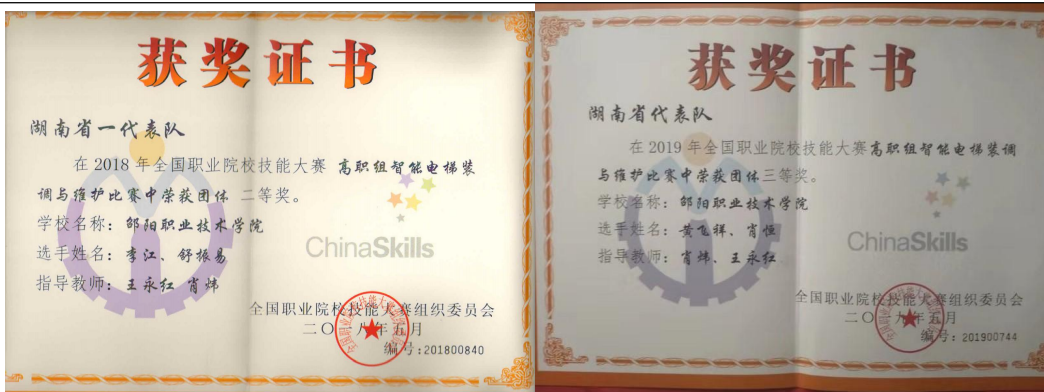 获奖证书
湖南省一代表队
在2018年全国职业院校技能大赛 高职组智能电梯装
调与维护比赛中荣获团体 二等奖。
学校名称：邵阳职业技术学院
选手姓名：李江、舒振易
指导教师：王永红 肖炜
ChinaSkills
全国职业院校技能大赛组织委员会
二〇一八年五月
编号：201800840
获奖证书
湖南省代表队
在2019年全国职业院校技能大赛高职组智能电梯装调
与维护比赛中荣获团体三等奖。
学校名称：邵阳职业技术学院
选手姓名：黄飞祥、肖恒
指导教师：肖炜、王永红
ChinaSkills
全国职业院校技能大赛组织委员会
二〇一九年五月
编号：201900744